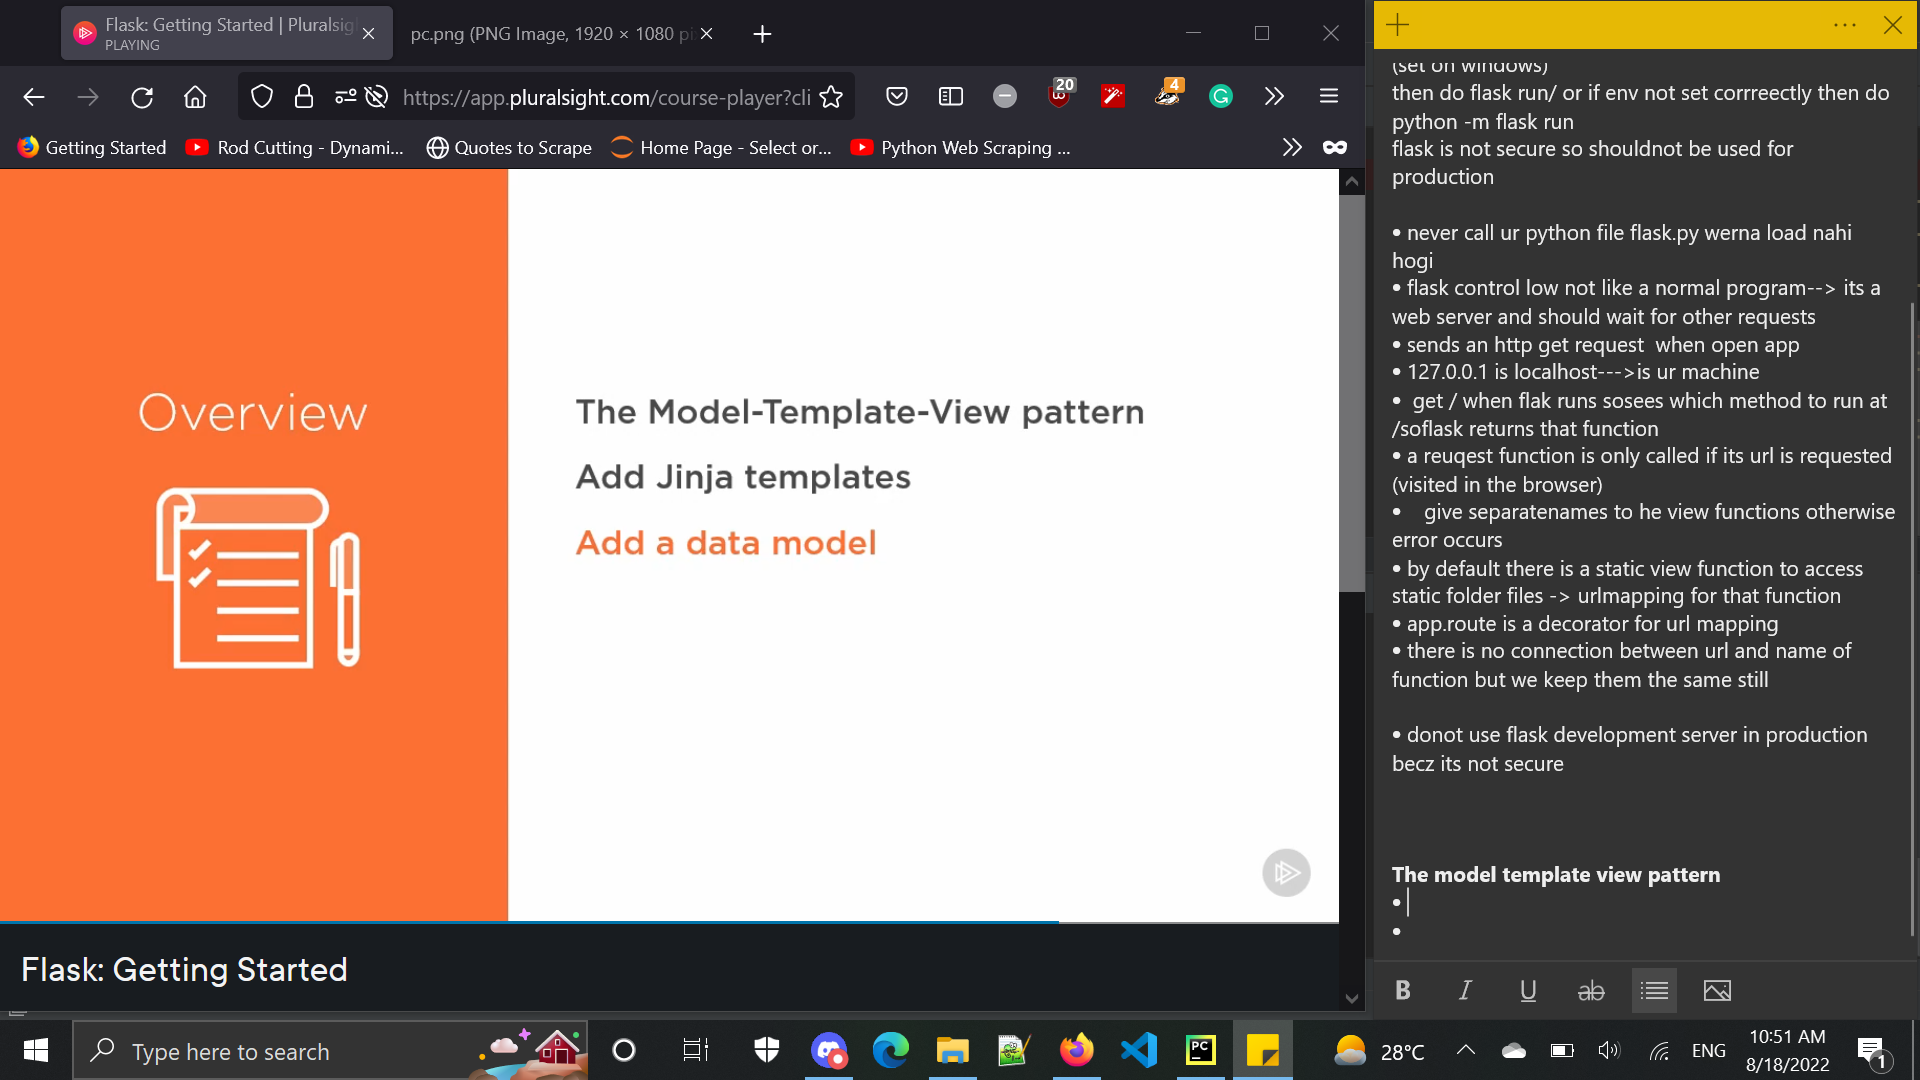 Flask: Getting Started | Pluralsigh
PLAYING
pc.png (PNG Image, 1920 × 1080 pi
https://app.pluralsight.com/course-player?cli
20
4
Getting Started
Rod Cutting - Dynami...
Quotes to Scrape
Home Page - Select or...
Python Web Scraping ...
Overview
The Model-Template-View pattern
Add Jinja templates
Add a data model
Flask: Getting Started
(set on windows)
then do flask run/ or if env not set corrreectly then do
python -m flask run
flask is not secure so shouldnot be used for
production
• never call ur python file flask.py werna load nahi
hogi
• flask control low not like a normal program--> its a
web server and should wait for other requests
• sends an http get request  when open app
• 127.0.0.1 is localhost--->is ur machine
•  get / when flak runs sosees which method to run at
/soflask returns that function
• a reuqest function is only called if its url is requested
(visited in the browser)
•    give separatenames to he view functions otherwise
error occurs
• by default there is a static view function to access
static folder files -> urlmapping for that function
• app.route is a decorator for url mapping
• there is no connection between url and name of
function but we keep them the same still
• donot use flask development server in production
becz its not secure
The model template view pattern
•
•
B I U ab
Type here to search
PC
28°C
ENG
10:51 AM
8/18/2022
1